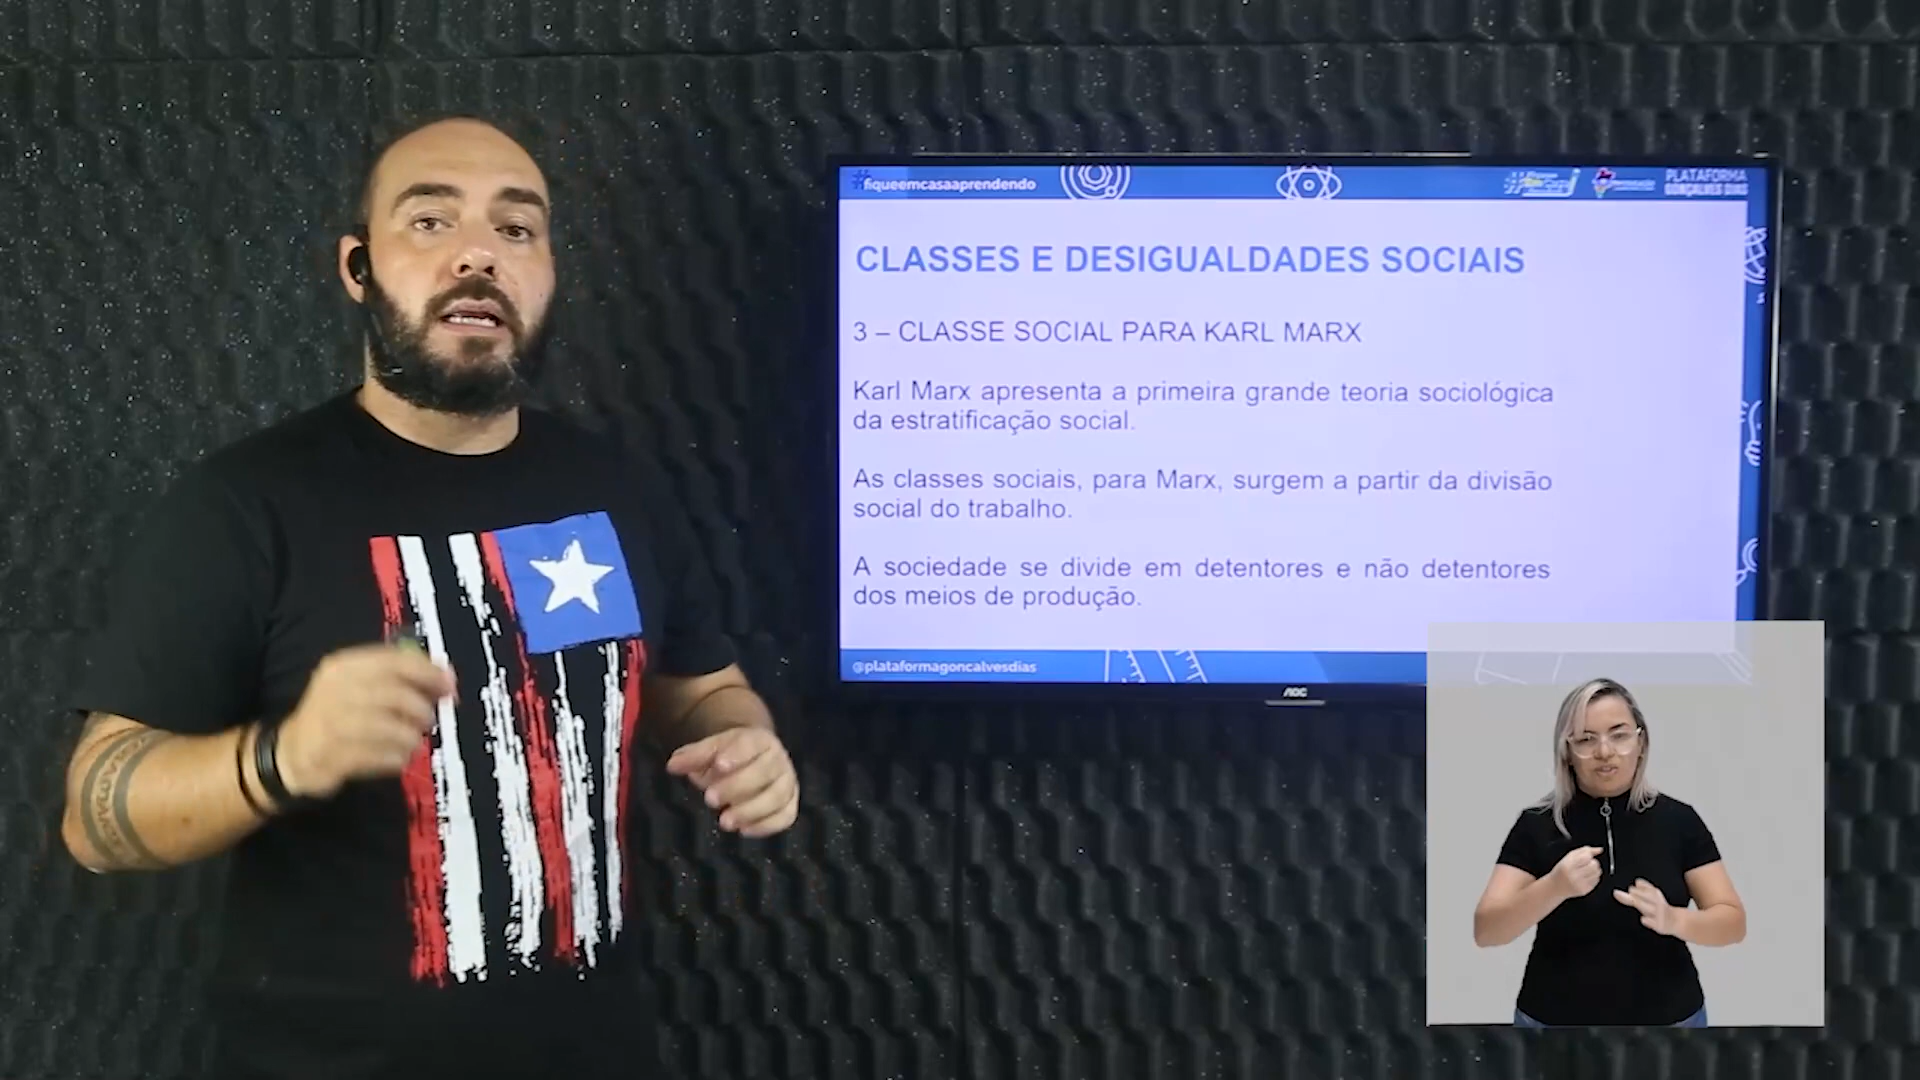 #fiqueemcasaaprendendo
PLATAFORMA
GONÇALVES DIAS
CLASSES E DESIGUALDADES SOCIAIS
3 – CLASSE SOCIAL PARA KARL MARX
Karl Marx apresenta a primeira grande teoria sociológica
da estratificação social.
As classes sociais, para Marx, surgem a partir da divisão
social do trabalho.
A sociedade se divide em detentores e não detentores
dos meios de produção.
@plataformagoncalvesdias
AOC